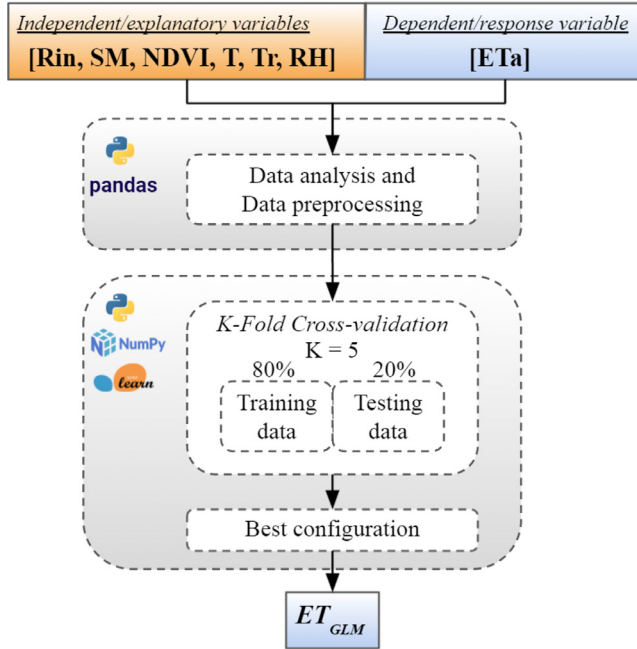 Independent/explanatory variables
[Rin, SM, NDVI, T, Tr, RH]
Dependent/response variable
[ETa]
pandas
Data analysis and
Data preprocessing
NumPy
learn
K-Fold Cross-validation
K = 5
80%
20%
Training
data
Testing
data
Best configuration
ET_GLM